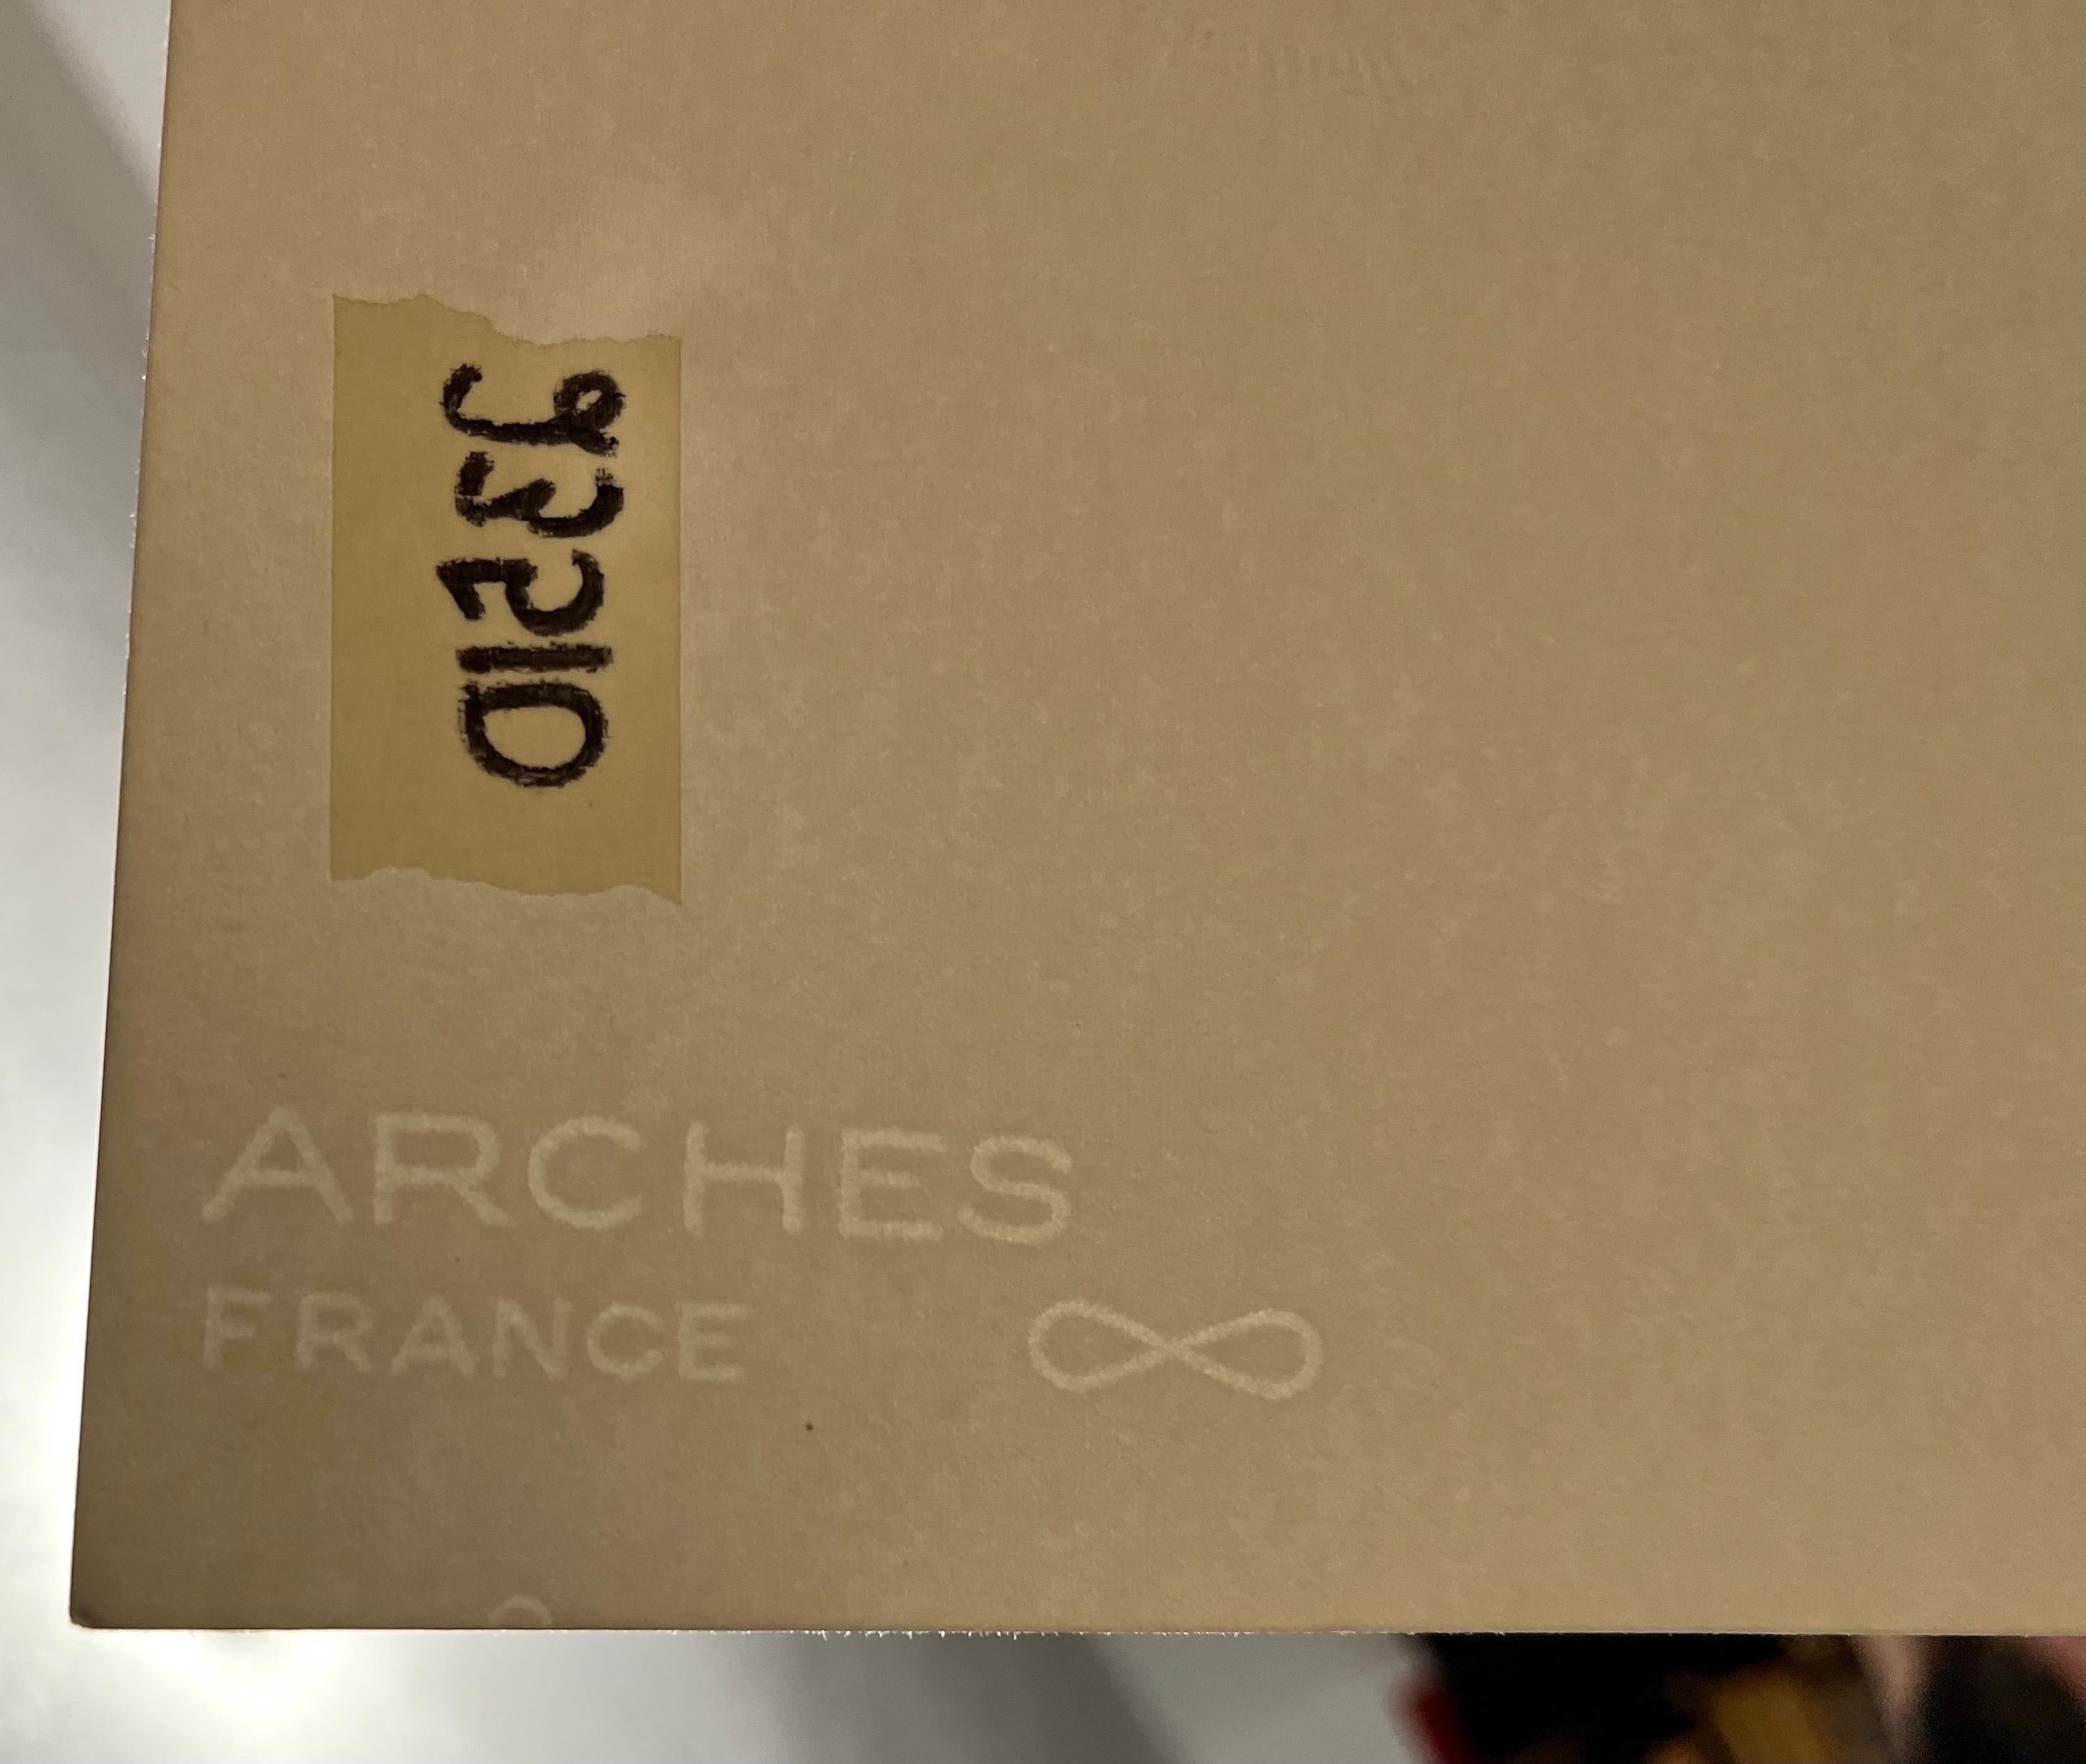 93210
ARCHES
FRANCE ∞